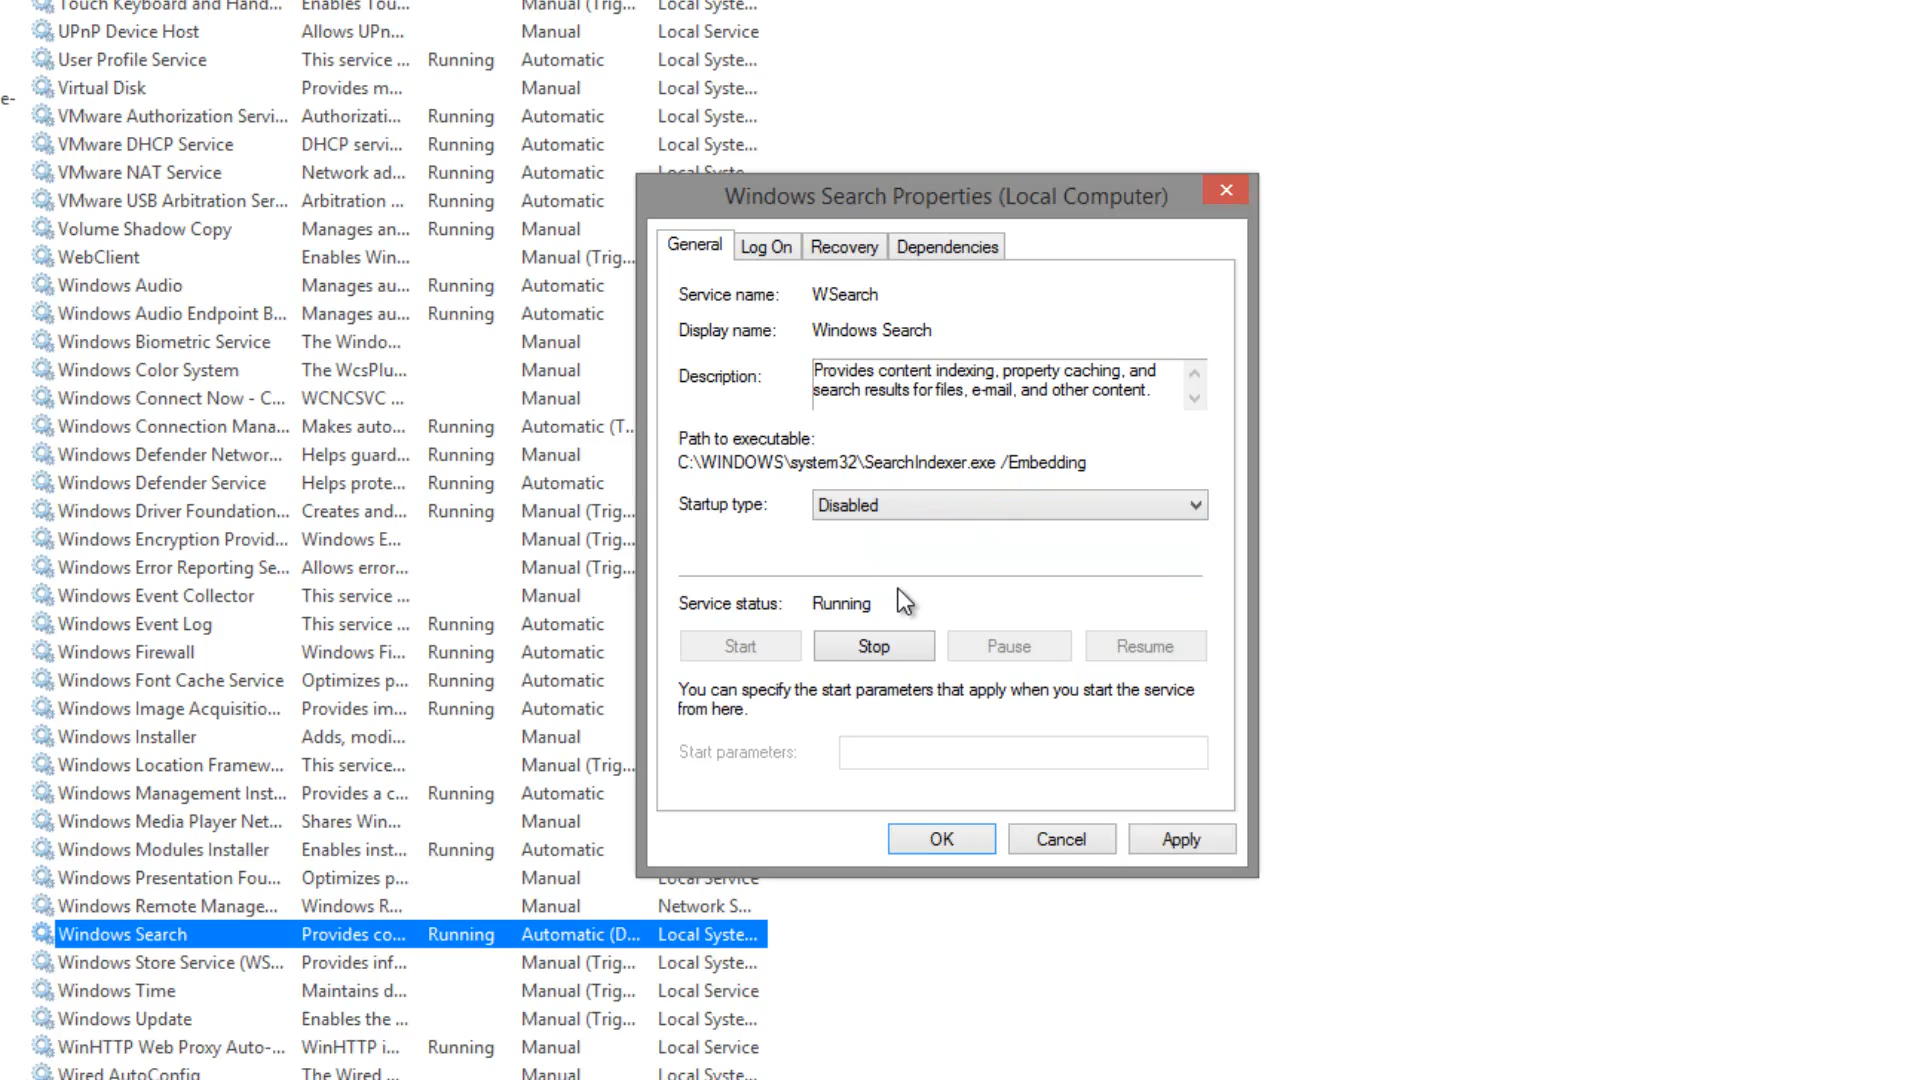 Touch Keyboard and Hand... Enables Tou... Manual (Trig... Local Syste...
UPnP Device Host Allows UPn... Manual Local Service
User Profile Service This service ... Running Automatic Local Syste...
Virtual Disk Provides m... Manual Local Syste...
e-
VMware Authorization Servi... Authorizati... Running Automatic Local Syste...
VMware DHCP Service DHCP servi... Running Automatic Local Syste...
VMware NAT Service Network ad... Running Automatic Local Syste...
VMware USB Arbitration Ser... Arbitration ... Running Automatic
Volume Shadow Copy Manages an... Running Manual
WebClient Enables Win... Manual (Trig...
Windows Audio Manages au... Running Automatic
Windows Audio Endpoint B... Manages au... Running Automatic
Windows Biometric Service The Windo... Manual
Windows Color System The WcsPlu... Manual
Windows Connect Now - C... WCNCSVC ... Manual
Windows Connection Mana... Makes auto... Running Automatic (T...
Windows Defender Networ... Helps guard... Running Manual
Windows Defender Service Helps prote... Running Automatic
Windows Driver Foundation... Creates and... Running Manual (Trig...
Windows Encryption Provid... Windows E... Manual (Trig...
Windows Error Reporting Se... Allows error... Manual (Trig...
Windows Event Collector This service ... Manual
Windows Event Log This service ... Running Automatic
Windows Firewall Windows Fi... Running Automatic
Windows Font Cache Service Optimizes p... Running Automatic
Windows Image Acquisitio... Provides im... Running Automatic
Windows Installer Adds, modi... Manual
Windows Location Framew... This service... Manual (Trig...
Windows Management Inst... Provides a c... Running Automatic
Windows Media Player Net... Shares Win... Manual
Windows Modules Installer Enables inst... Running Automatic
Windows Presentation Fou... Optimizes p... Manual Local Service
Windows Remote Manage... Windows R... Manual Network S...
Windows Search Provides co... Running Automatic (D... Local Syste...
Windows Store Service (WS... Provides inf... Manual (Trig... Local Syste...
Windows Time Maintains d... Manual (Trig... Local Service
Windows Update Enables the ... Manual (Trig... Local Syste...
WinHTTP Web Proxy Auto-... WinHTTP i... Running Manual Local Service
Wired AutoConfig The Wired ... Manual Local Syste...
Windows Search Properties (Local Computer)
General Log On Recovery Dependencies
Service name: WSearch
Display name: Windows Search
Description: Provides content indexing, property caching, and
search results for files, e-mail, and other content.
Path to executable:
C:\WINDOWS\system32\SearchIndexer.exe /Embedding
Startup type: Disabled
Service status: Running
Start Stop Pause Resume
You can specify the start parameters that apply when you start the service
from here.
Start parameters:
OK Cancel Apply